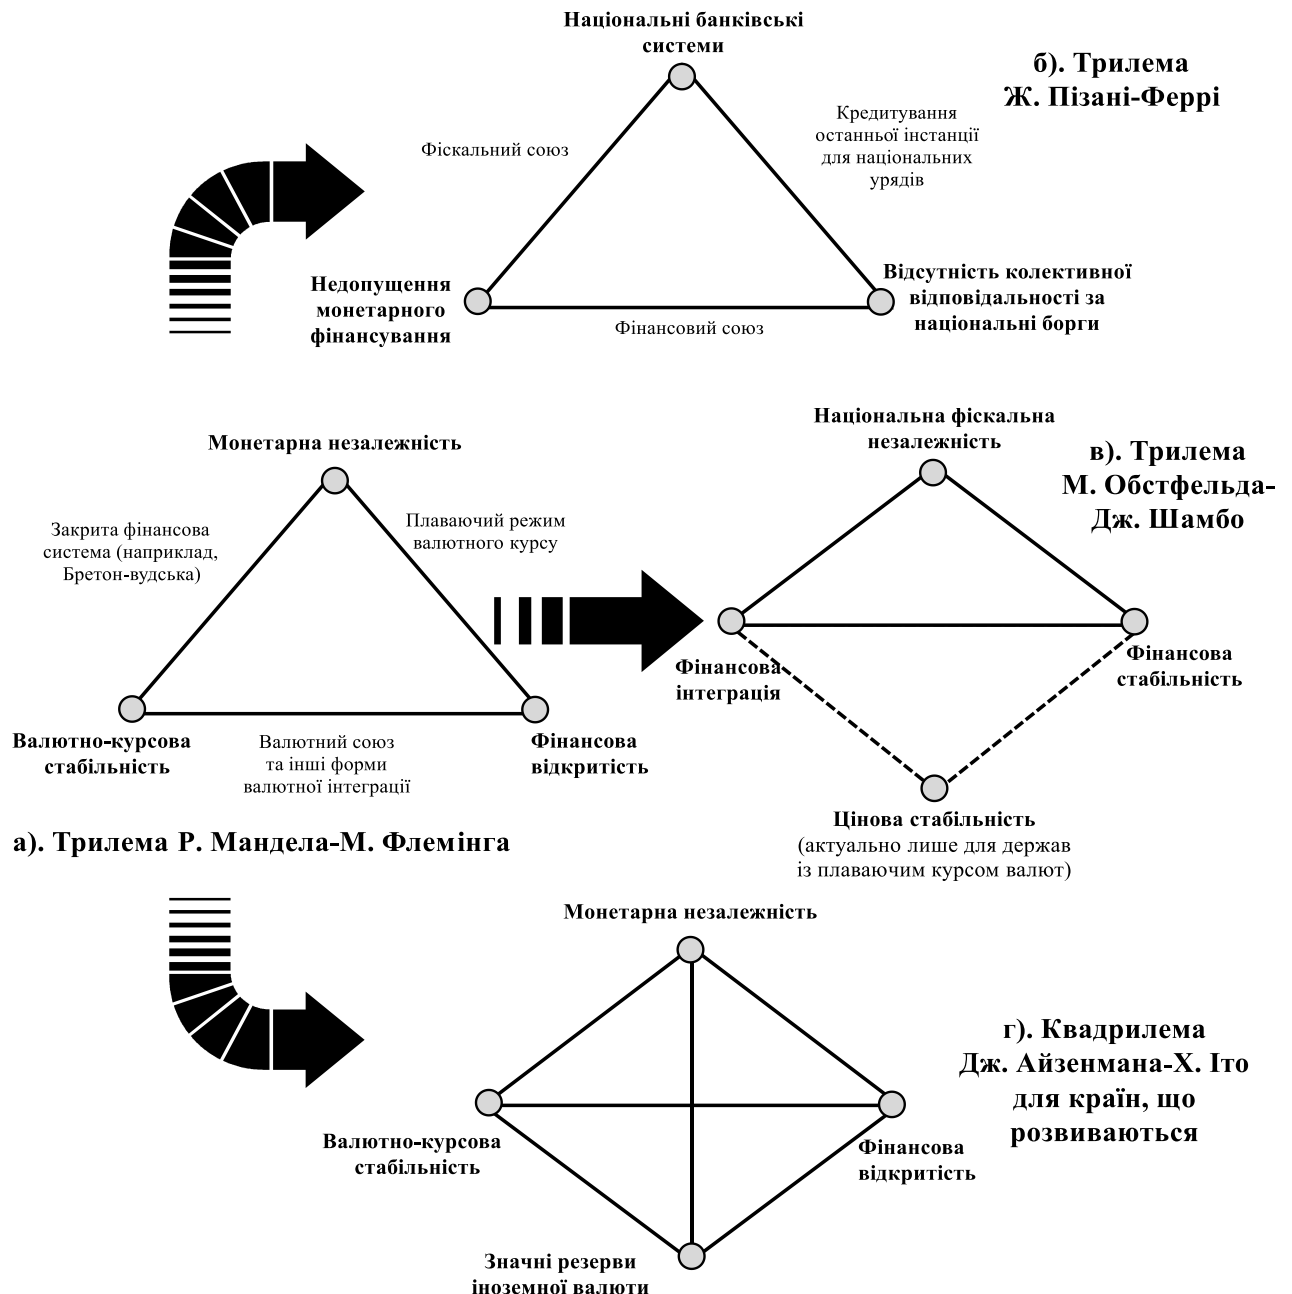 Національні банківські
системи
б). Трилема
Ж. Пізані-Феррі
Кредитування
останньої інстанції
для національних
урядів
Фіскальний союз
Недопущення
монетарного
фінансування
Відсутність колективної
відповідальності за
національні борги
Фінансовий союз
Монетарна незалежність
Закрита фінансова
система (наприклад,
Бретон-вудська)
Плаваючий режим
валютного курсу
Валютно-курсова
стабільність
Валютний союз
та інші форми
валютної інтеграції
Фінансова
відкритість
а). Трилема Р. Мандела-М. Флемінга
Національна фіскальна
незалежність
в). Трилема
М. Обстфельда-
Дж. Шамбо
Фінансова
інтеграція
Фінансова
стабільність
Цінова стабільність
(актуально лише для держав
із плаваючим курсом валют)
Монетарна незалежність
г). Квадрилема
Дж. Айзенмана-Х. Іто
для країн, що
розвиваються
Валютно-курсова
стабільність
Фінансова
відкритість
Значні резерви
іноземної валюти